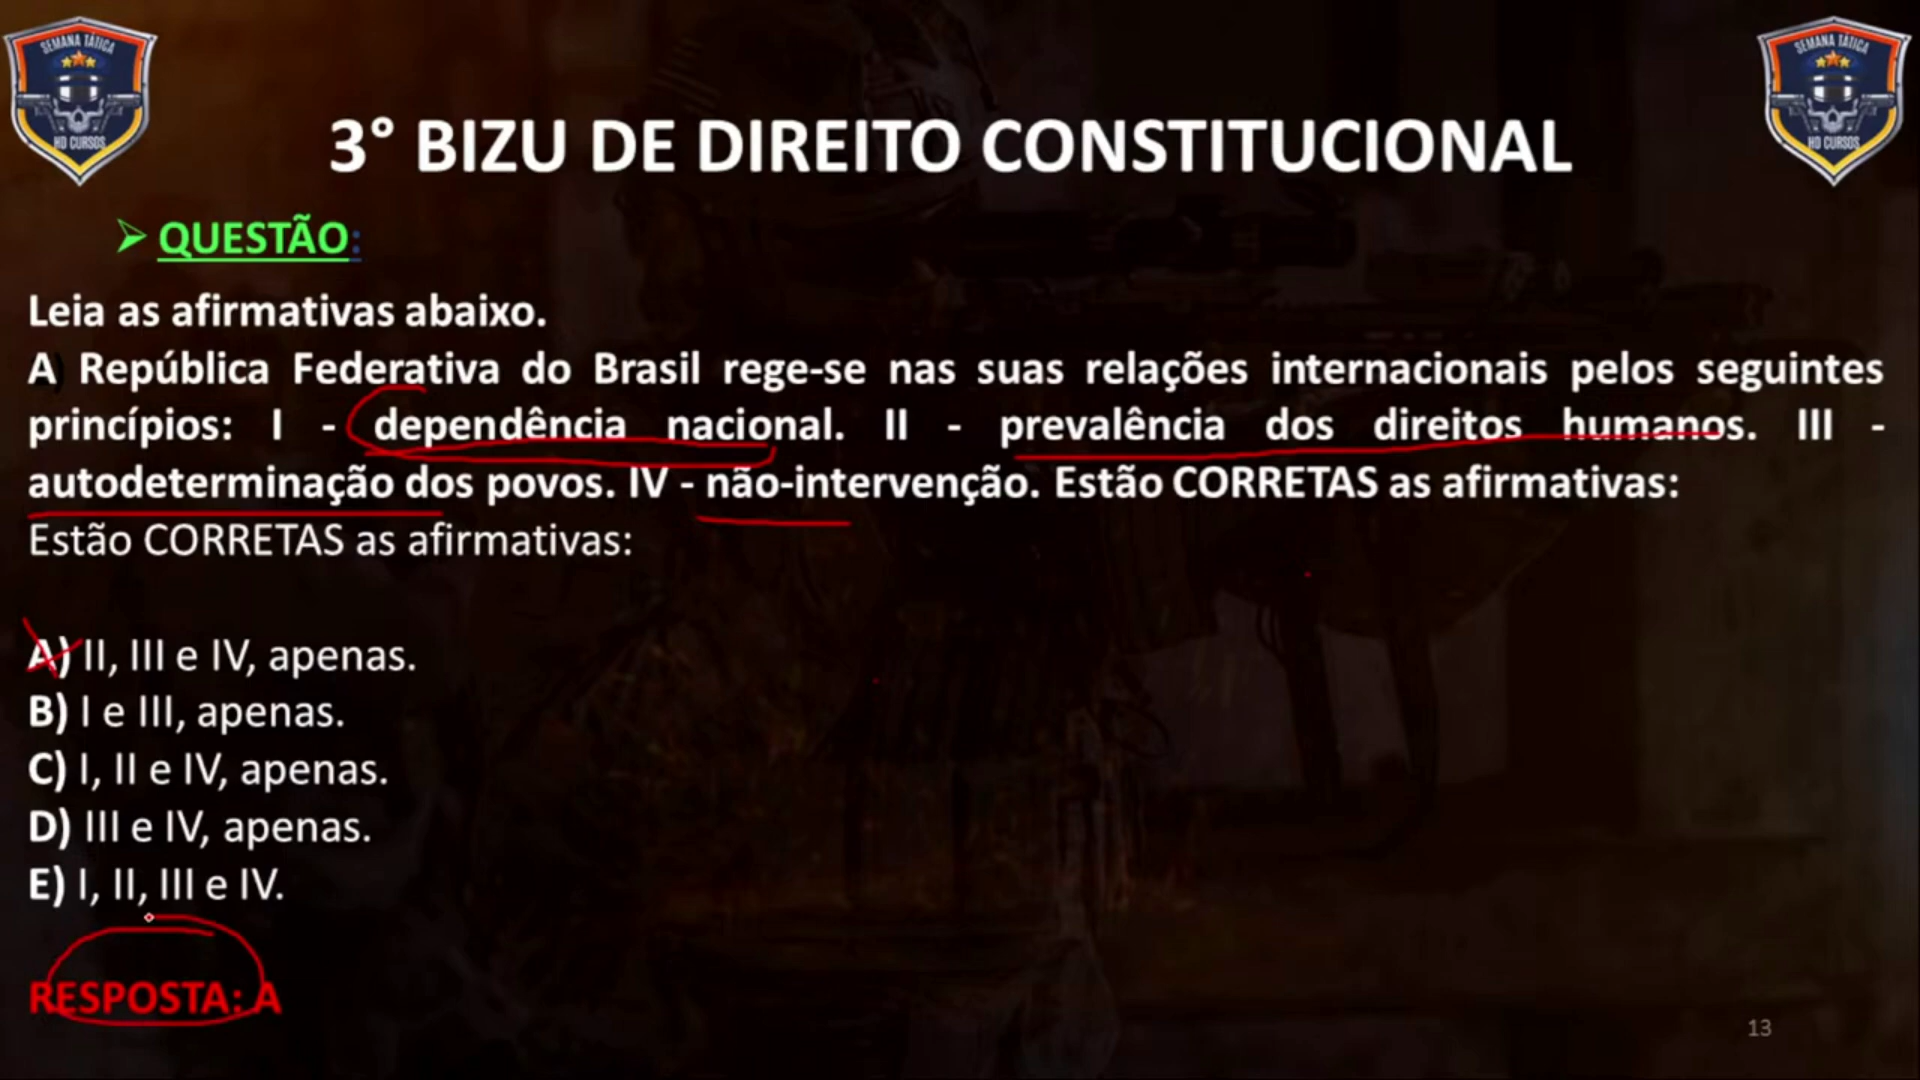 SEMANA TÁTICA
HD CURSOS
SEMANA TÁTICA
HD CURSOS
3° BIZU DE DIREITO CONSTITUCIONAL
QUESTÃO:
Leia as afirmativas abaixo.
A República Federativa do Brasil rege-se nas suas relações internacionais pelos seguintes
princípios: I - dependência nacional. II - prevalência dos direitos humanos. III -
autodeterminação dos povos. IV - não-intervenção. Estão CORRETAS as afirmativas:
Estão CORRETAS as afirmativas:
A) II, III e IV, apenas.
B) I e III, apenas.
C) I, II e IV, apenas.
D) III e IV, apenas.
E) I, II, III e IV.
RESPOSTA: A
13